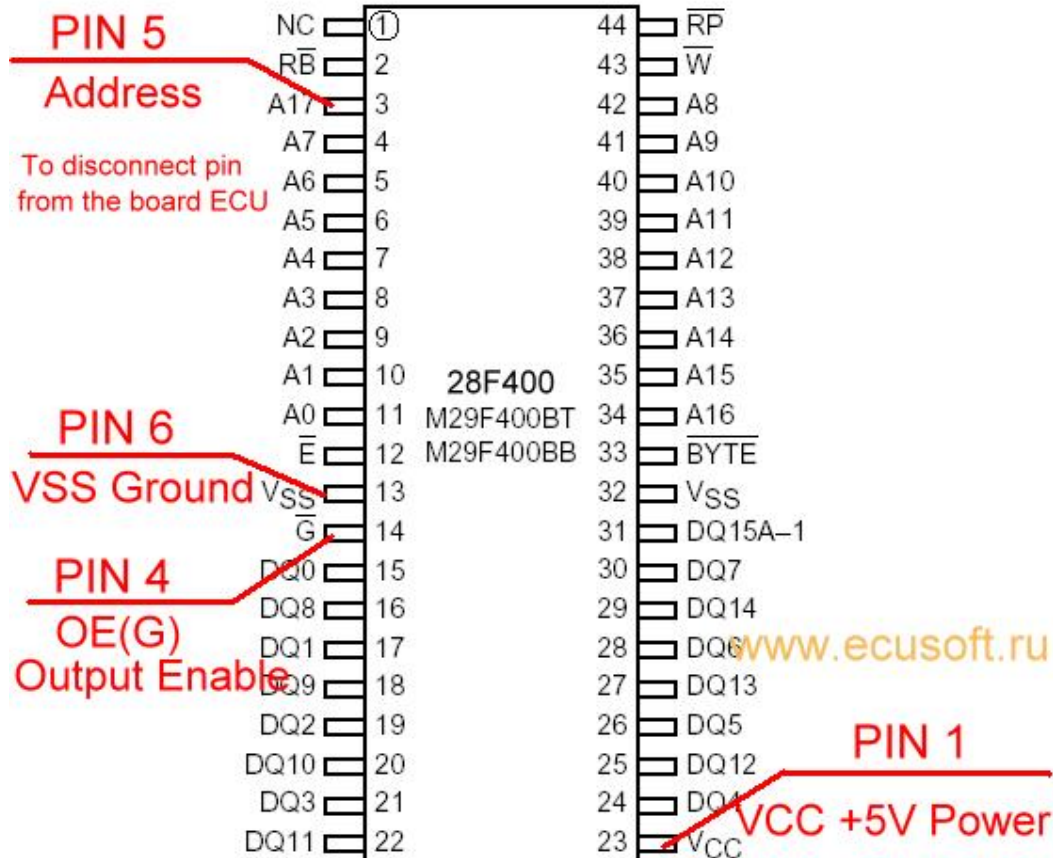 PIN 5
Address
To disconnect pin
from the board ECU
PIN 6
VSS Ground
PIN 4
OE(G)
Output Enable
NC 1
RB 2
A17 3
A7 4
A6 5
A5 6
A4 7
A3 8
A2 9
A1 10
A0 11
E 12
VSS 13
G 14
DQ0 15
DQ8 16
DQ1 17
DQ9 18
DQ2 19
DQ10 20
DQ3 21
DQ11 22
28F400
M29F400BT
M29F400BB
44 RP
43 W
42 A8
41 A9
40 A10
39 A11
38 A12
37 A13
36 A14
35 A15
34 A16
33 BYTE
32 VSS
31 DQ15A–1
30 DQ7
29 DQ14
28 DQ6
27 DQ13
26 DQ5
25 DQ12
24 DQ4
23 VCC
www.ecusoft.ru
PIN 1
VCC +5V Power